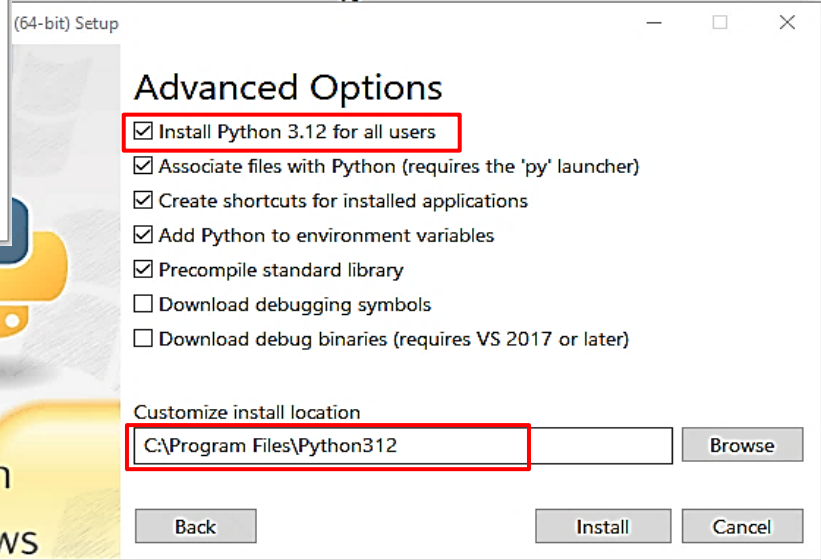 (64-bit) Setup
Advanced Options
Install Python 3.12 for all users
Associate files with Python (requires the 'py' launcher)
Create shortcuts for installed applications
Add Python to environment variables
Precompile standard library
Download debugging symbols
Download debug binaries (requires VS 2017 or later)
Customize install location
C:\Program Files\Python312
Browse
Back
Install
Cancel